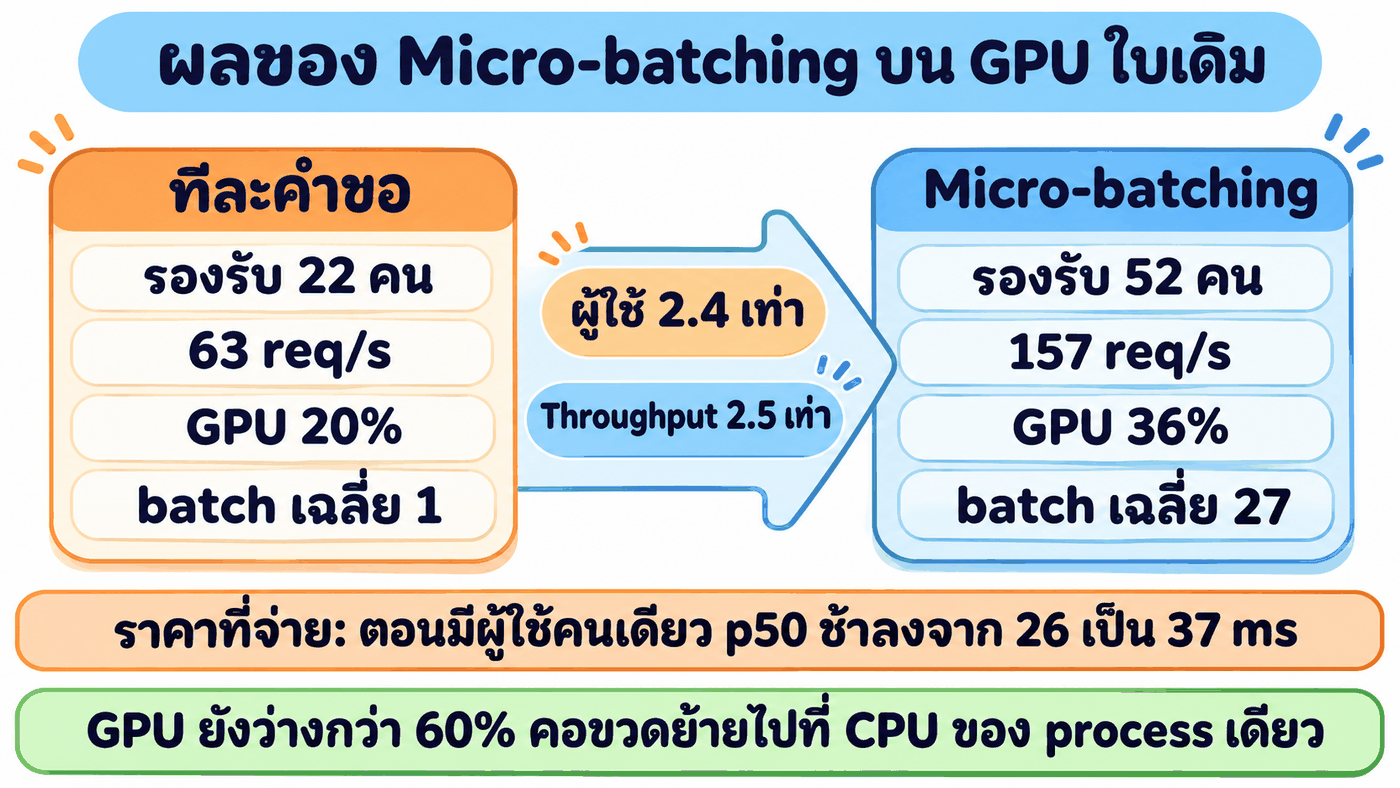 ผลของ Micro-batching บน GPU ใบเดิม
ทีละคำขอ
รองรับ 22 คน
63 req/s
GPU 20%
batch เฉลี่ย 1
ผู้ใช้ 2.4 เท่า
Throughput 2.5 เท่า
Micro-batching
รองรับ 52 คน
157 req/s
GPU 36%
batch เฉลี่ย 27
ราคาที่จ่าย: ตอนมีผู้ใช้คนเดียว p50 ช้าลงจาก 26 เป็น 37 ms
GPU ยังว่างกว่า 60% คอขวดย้ายไปที่ CPU ของ process เดียว